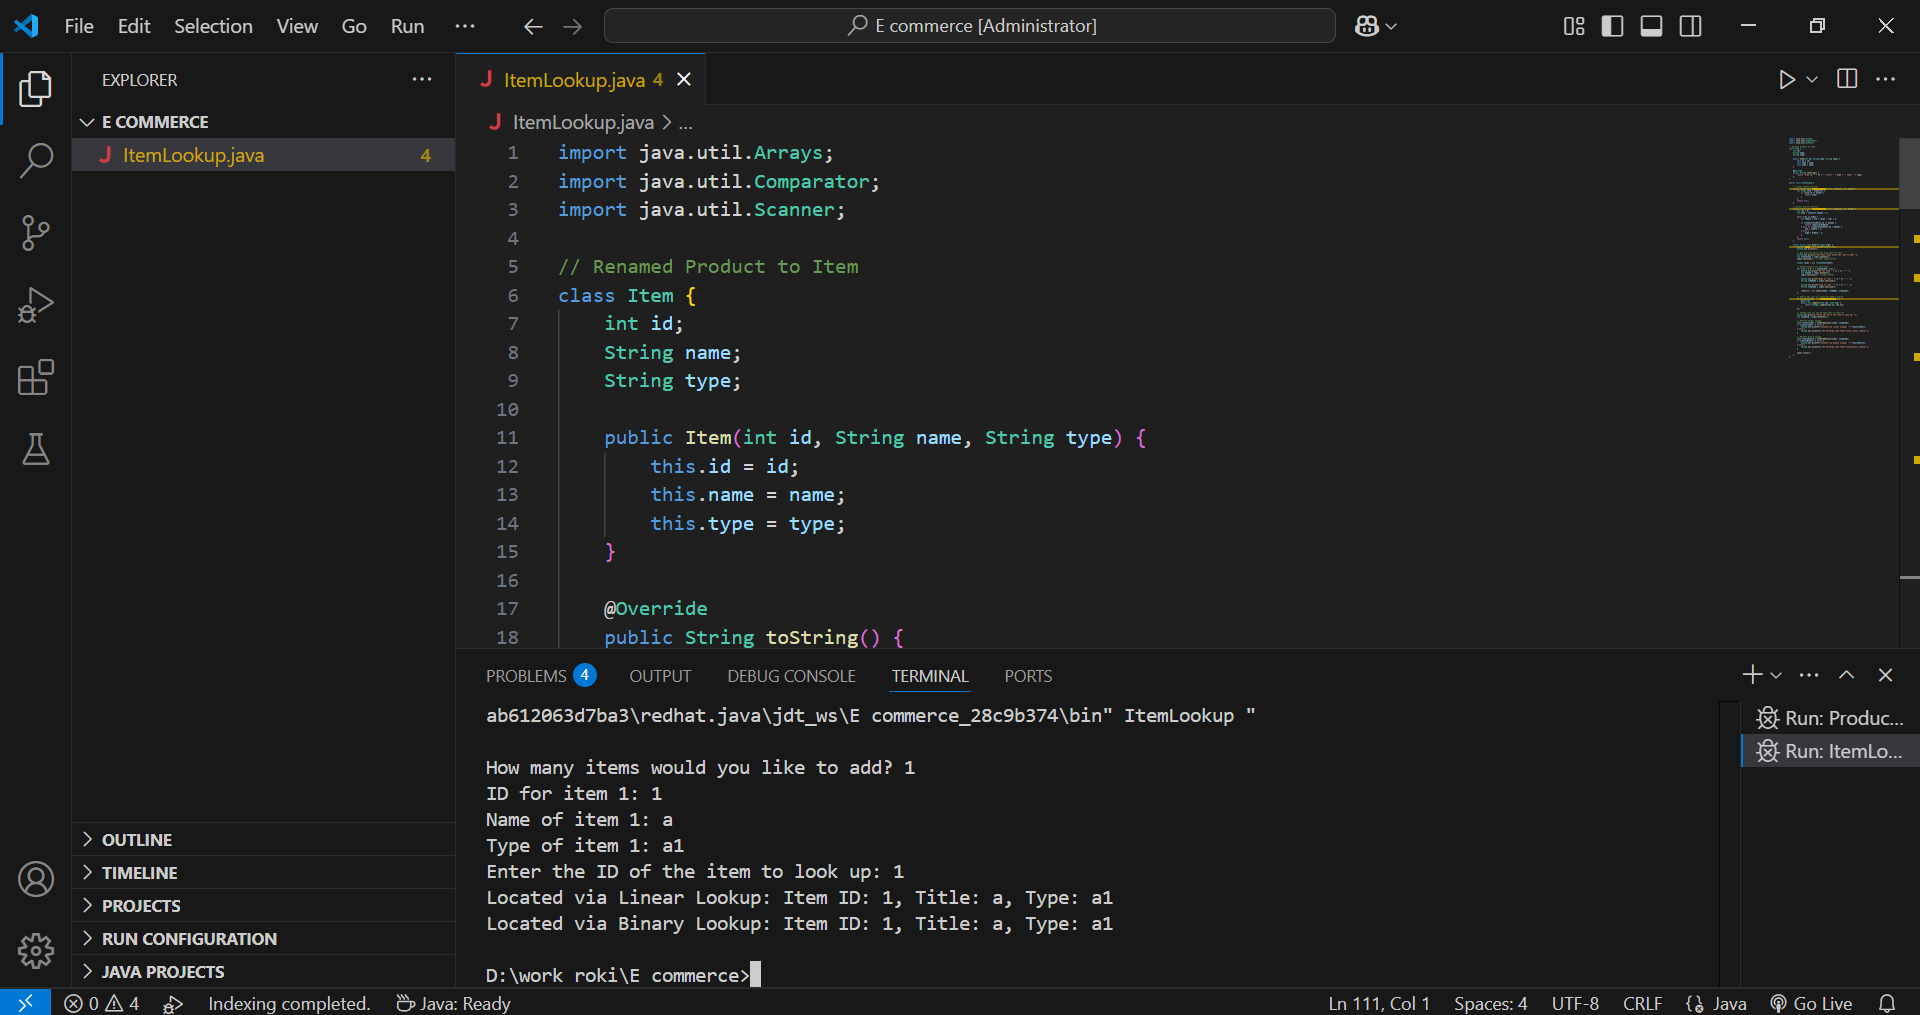 File Edit Selection View Go Run ···
E commerce [Administrator]
EXPLORER
E COMMERCE
J ItemLookup.java 4
OUTLINE
TIMELINE
PROJECTS
RUN CONFIGURATION
JAVA PROJECTS
J ItemLookup.java 4
J ItemLookup.java > ...
1 import java.util.Arrays;
2 import java.util.Comparator;
3 import java.util.Scanner;
4
5 // Renamed Product to Item
6 class Item {
7 int id;
8 String name;
9 String type;
10
11 public Item(int id, String name, String type) {
12 this.id = id;
13 this.name = name;
14 this.type = type;
15 }
16
17 @Override
18 public String toString() {
PROBLEMS 4 OUTPUT DEBUG CONSOLE TERMINAL PORTS
ab612063d7ba3\redhat.java\jdt_ws\E commerce_28c9b374\bin" ItemLookup "
How many items would you like to add? 1
ID for item 1: 1
Name of item 1: a
Type of item 1: a1
Enter the ID of the item to look up: 1
Located via Linear Lookup: Item ID: 1, Title: a, Type: a1
Located via Binary Lookup: Item ID: 1, Title: a, Type: a1
D:\work roki\E commerce>
Run: Produc...
Run: ItemLo...
0 4 Indexing completed. Java: Ready
Ln 111, Col 1 Spaces: 4 UTF-8 CRLF Java Go Live